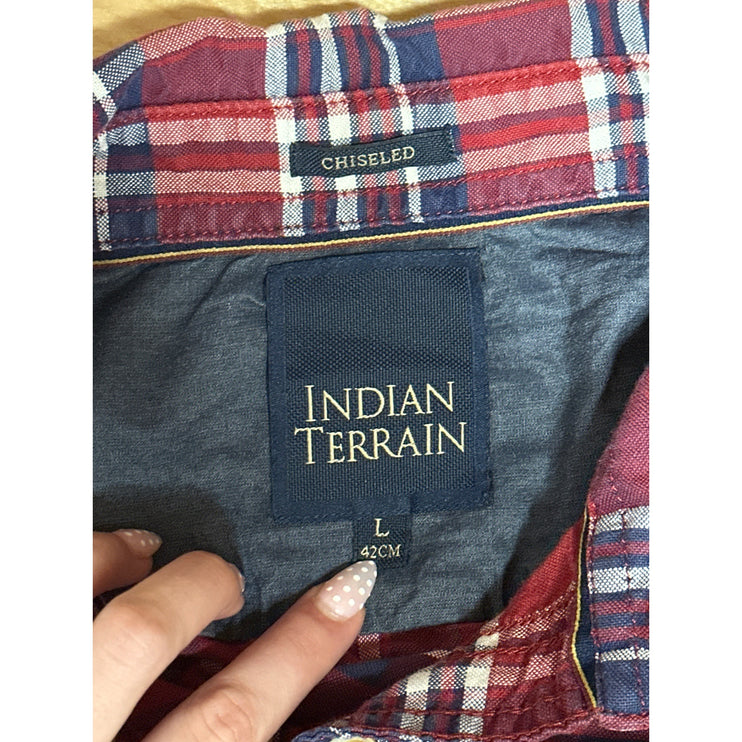 CHISELED
INDIAN
TERRAIN
L
42CM